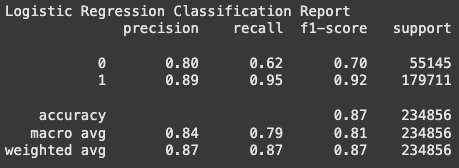 Logistic Regression Classification Report
precision recall f1-score support
0 0.80 0.62 0.70 55145
1 0.89 0.95 0.92 179711
accuracy 0.87 234856
macro avg 0.84 0.79 0.81 234856
weighted avg 0.87 0.87 0.87 234856